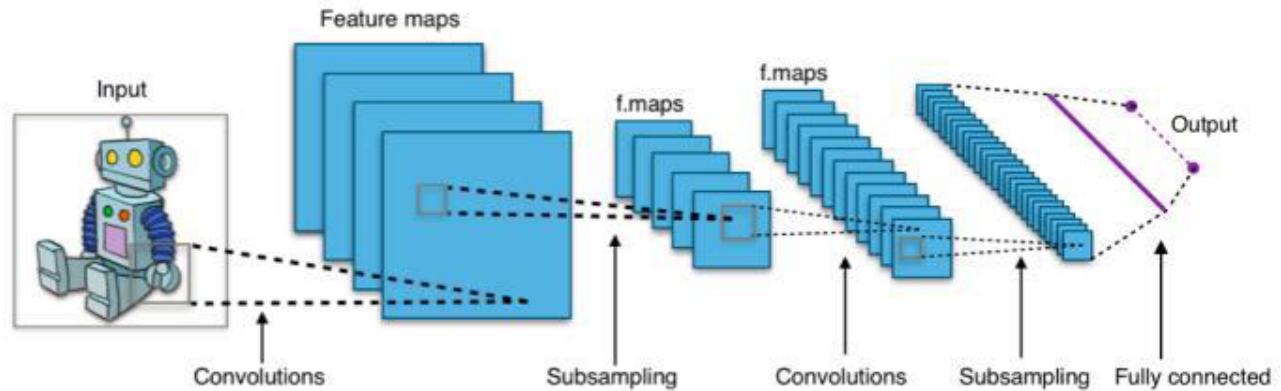 Feature maps
f.maps
f.maps
Input
Output
Convolutions
Subsampling
Convolutions
Subsampling
Fully connected